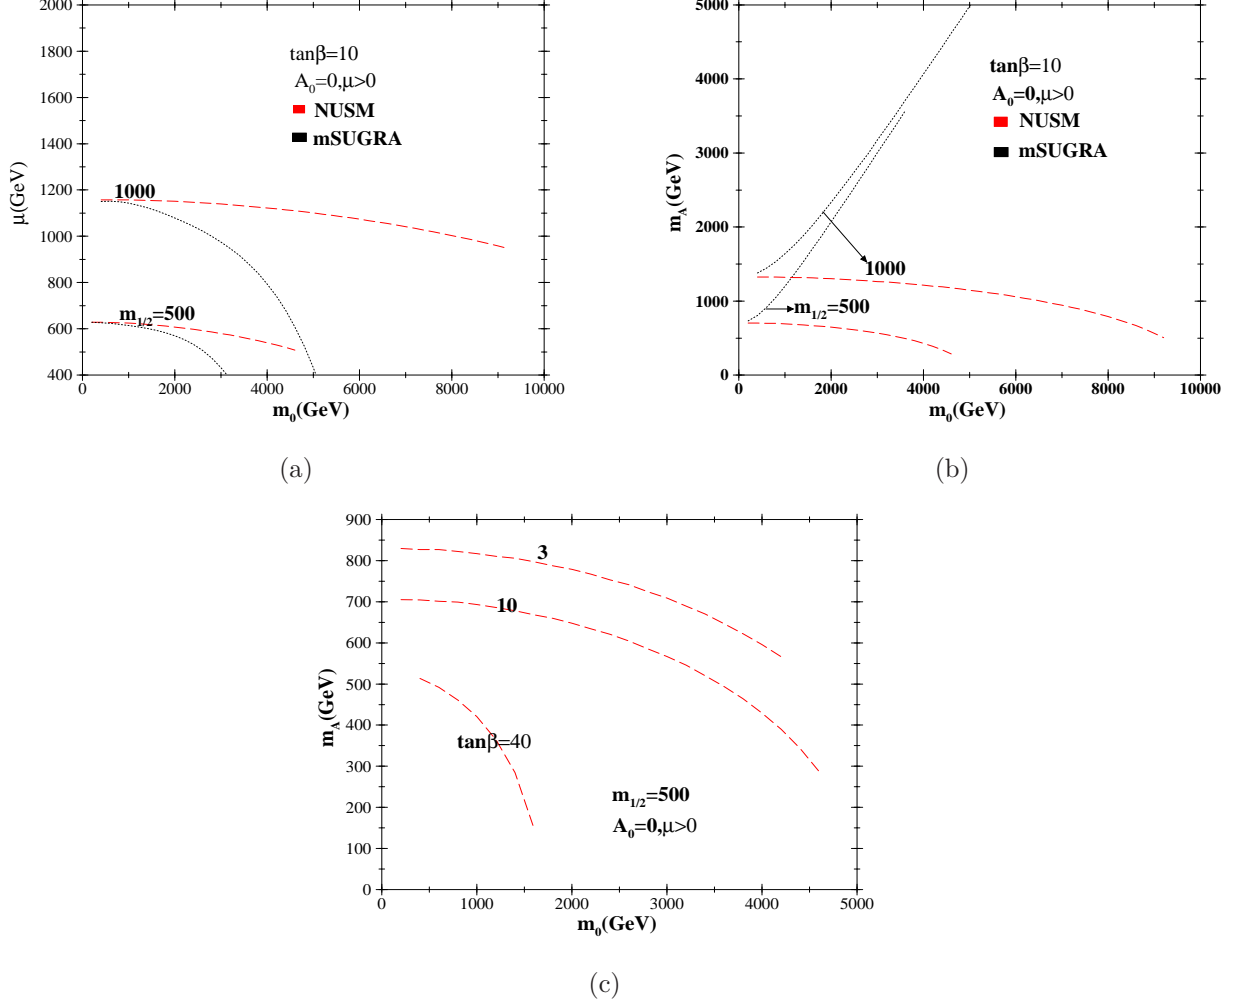 2000
1800
1600
1400
1200
1000
800
600
400
μ(GeV)
tanβ=10
A₀=0,μ>0
NUSM
mSUGRA
1000
m₁/₂=500
0 2000 4000 6000 8000 10000
m₀(GeV)
(a)
5000
4000
3000
2000
1000
0
m_A(GeV)
tanβ=10
A₀=0,μ>0
NUSM
mSUGRA
1000
m₁/₂=500
0 2000 4000 6000 8000 10000
m₀(GeV)
(b)
900
800
700
600
500
400
300
200
100
0
m_A(GeV)
3
10
tanβ=40
m₁/₂=500
A₀=0,μ>0
0 1000 2000 3000 4000 5000
m₀(GeV)
(c)